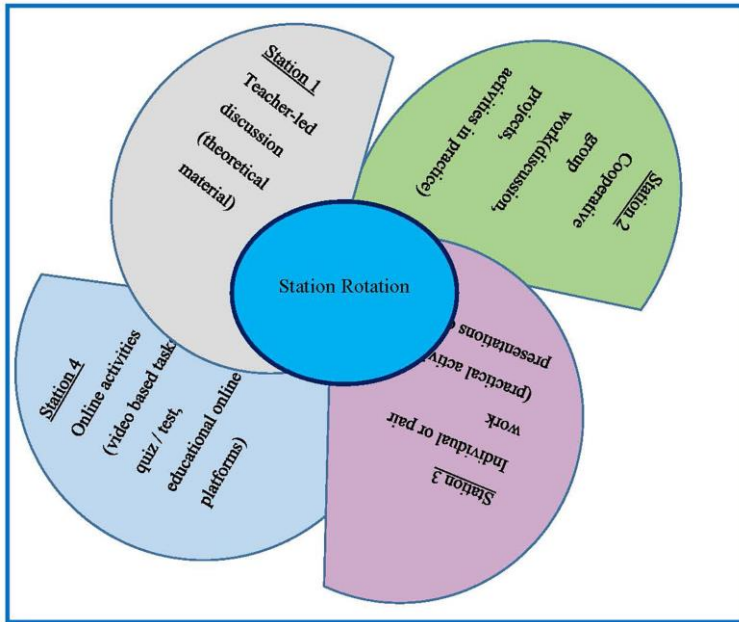 Station 1
Teacher-led
discussion
(theoretical
material)
Station 2
Cooperative
group
work(discussion,
projects,
activities in practice)
Station Rotation
Station 3
Individual or pair
work
(practical
presentations
Station 4
Online activities
(video based tasks
quiz / test,
educational online
platforms)